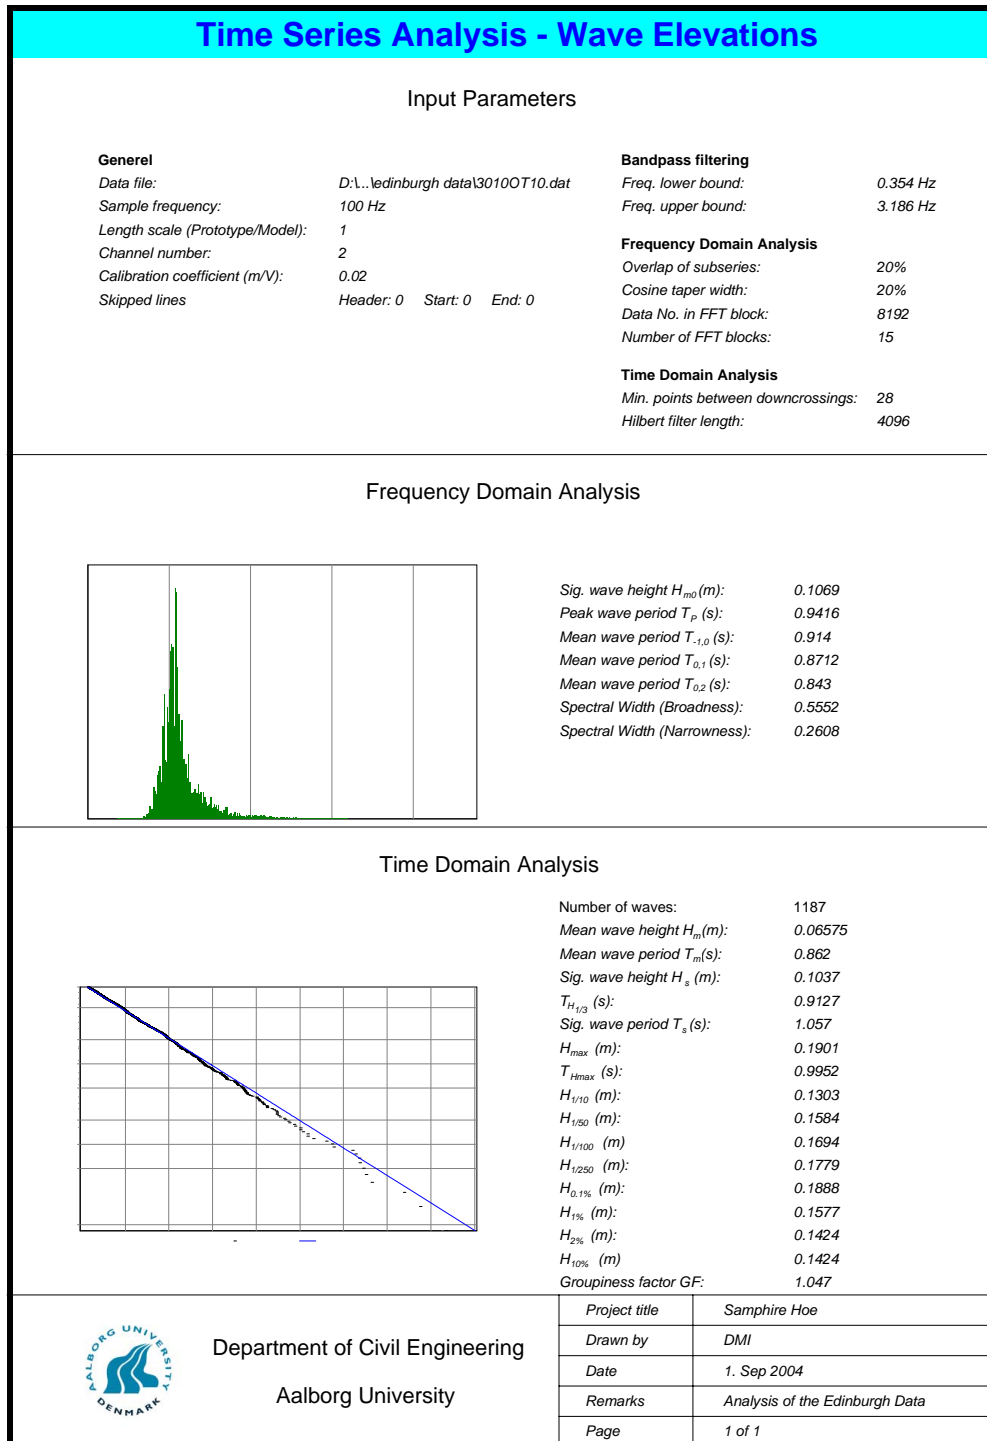 Time Series Analysis - Wave Elevations
Input Parameters
Generel
Data file: D:\...\edinburgh data\3010OT10.dat
Sample frequency: 100 Hz
Length scale (Prototype/Model): 1
Channel number: 2
Calibration coefficient (m/V): 0.02
Skipped lines Header: 0 Start: 0 End: 0
Bandpass filtering
Freq. lower bound: 0.354 Hz
Freq. upper bound: 3.186 Hz
Frequency Domain Analysis
Overlap of subseries: 20%
Cosine taper width: 20%
Data No. in FFT block: 8192
Number of FFT blocks: 15
Time Domain Analysis
Min. points between downcrossings: 28
Hilbert filter length: 4096
Frequency Domain Analysis
Sig. wave height Hm0 (m): 0.1069
Peak wave period TP (s): 0.9416
Mean wave period T-1,0 (s): 0.914
Mean wave period T0,1 (s): 0.8712
Mean wave period T0,2 (s): 0.843
Spectral Width (Broadness): 0.5552
Spectral Width (Narrowness): 0.2608
Time Domain Analysis
Number of waves: 1187
Mean wave height Hm(m): 0.06575
Mean wave period Tm(s): 0.862
Sig. wave height Hs (m): 0.1037
TH1/3 (s): 0.9127
Sig. wave period Ts (s): 1.057
Hmax (m): 0.1901
THmax (s): 0.9952
H1/10 (m): 0.1303
H1/50 (m): 0.1584
H1/100 (m) 0.1694
H1/250 (m): 0.1779
H0.1% (m): 0.1888
H1% (m): 0.1577
H2% (m): 0.1424
H10% (m) 0.1424
Groupiness factor GF: 1.047
AALBORG UNIVERSITY
DENMARK
Department of Civil Engineering
Aalborg University
Project title Samphire Hoe
Drawn by DMI
Date 1. Sep 2004
Remarks Analysis of the Edinburgh Data
Page 1 of 1